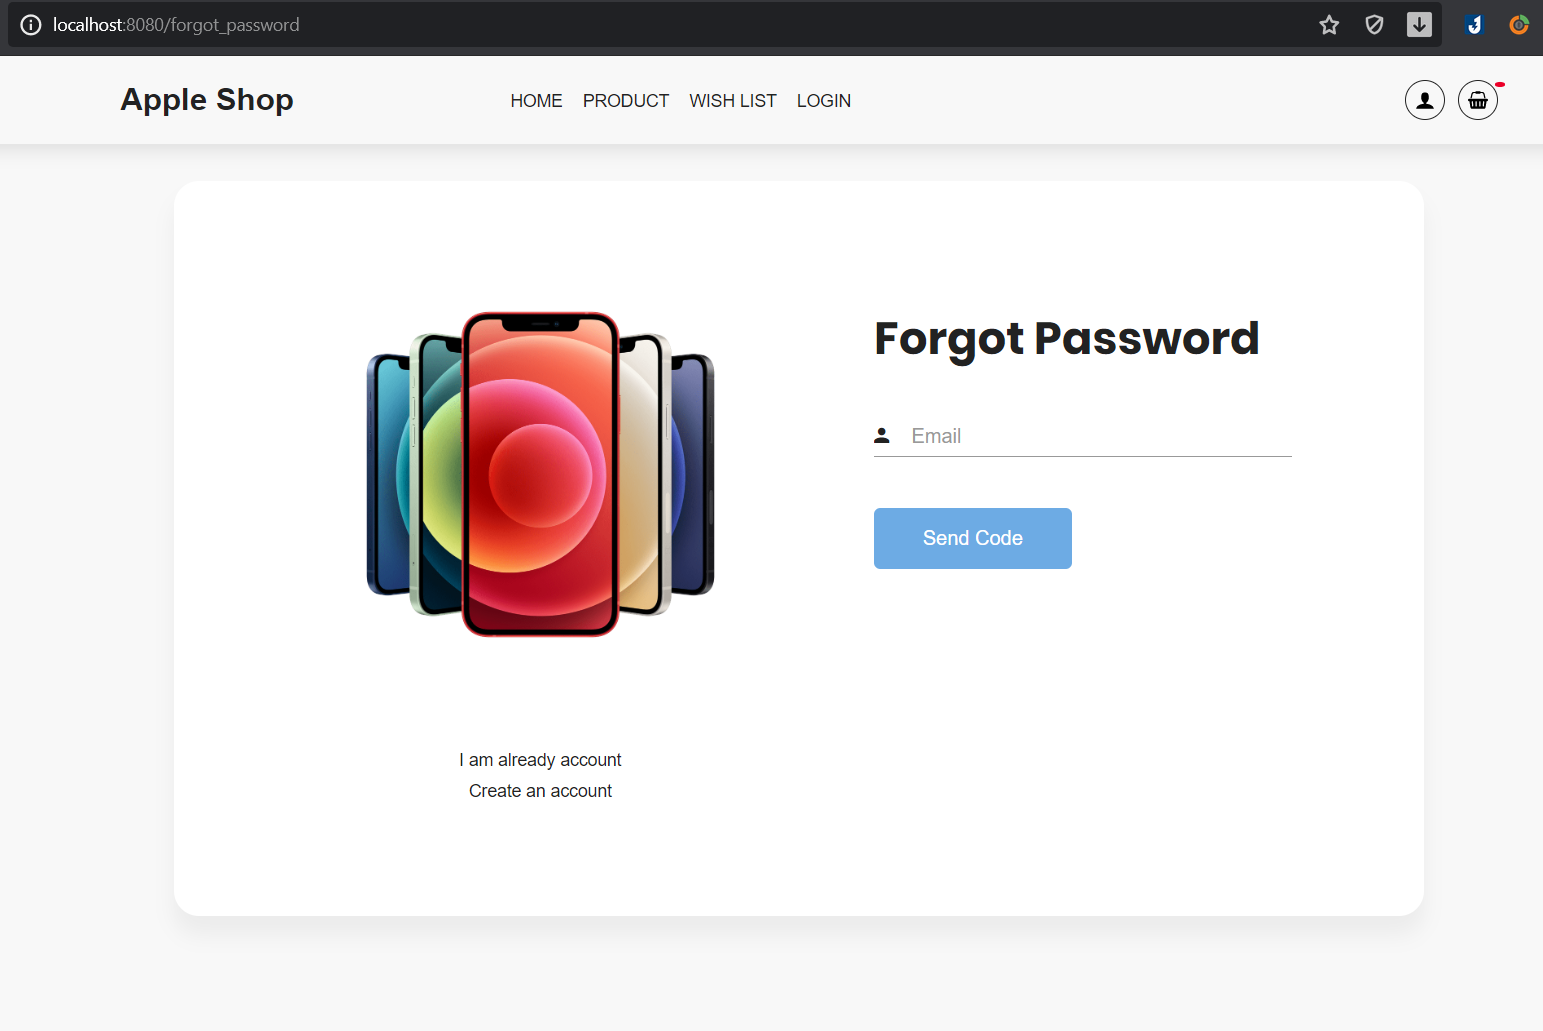 localhost:8080/forgot_password
Apple Shop
HOME PRODUCT WISH LIST LOGIN
Forgot Password
Email
Send Code
I am already account
Create an account